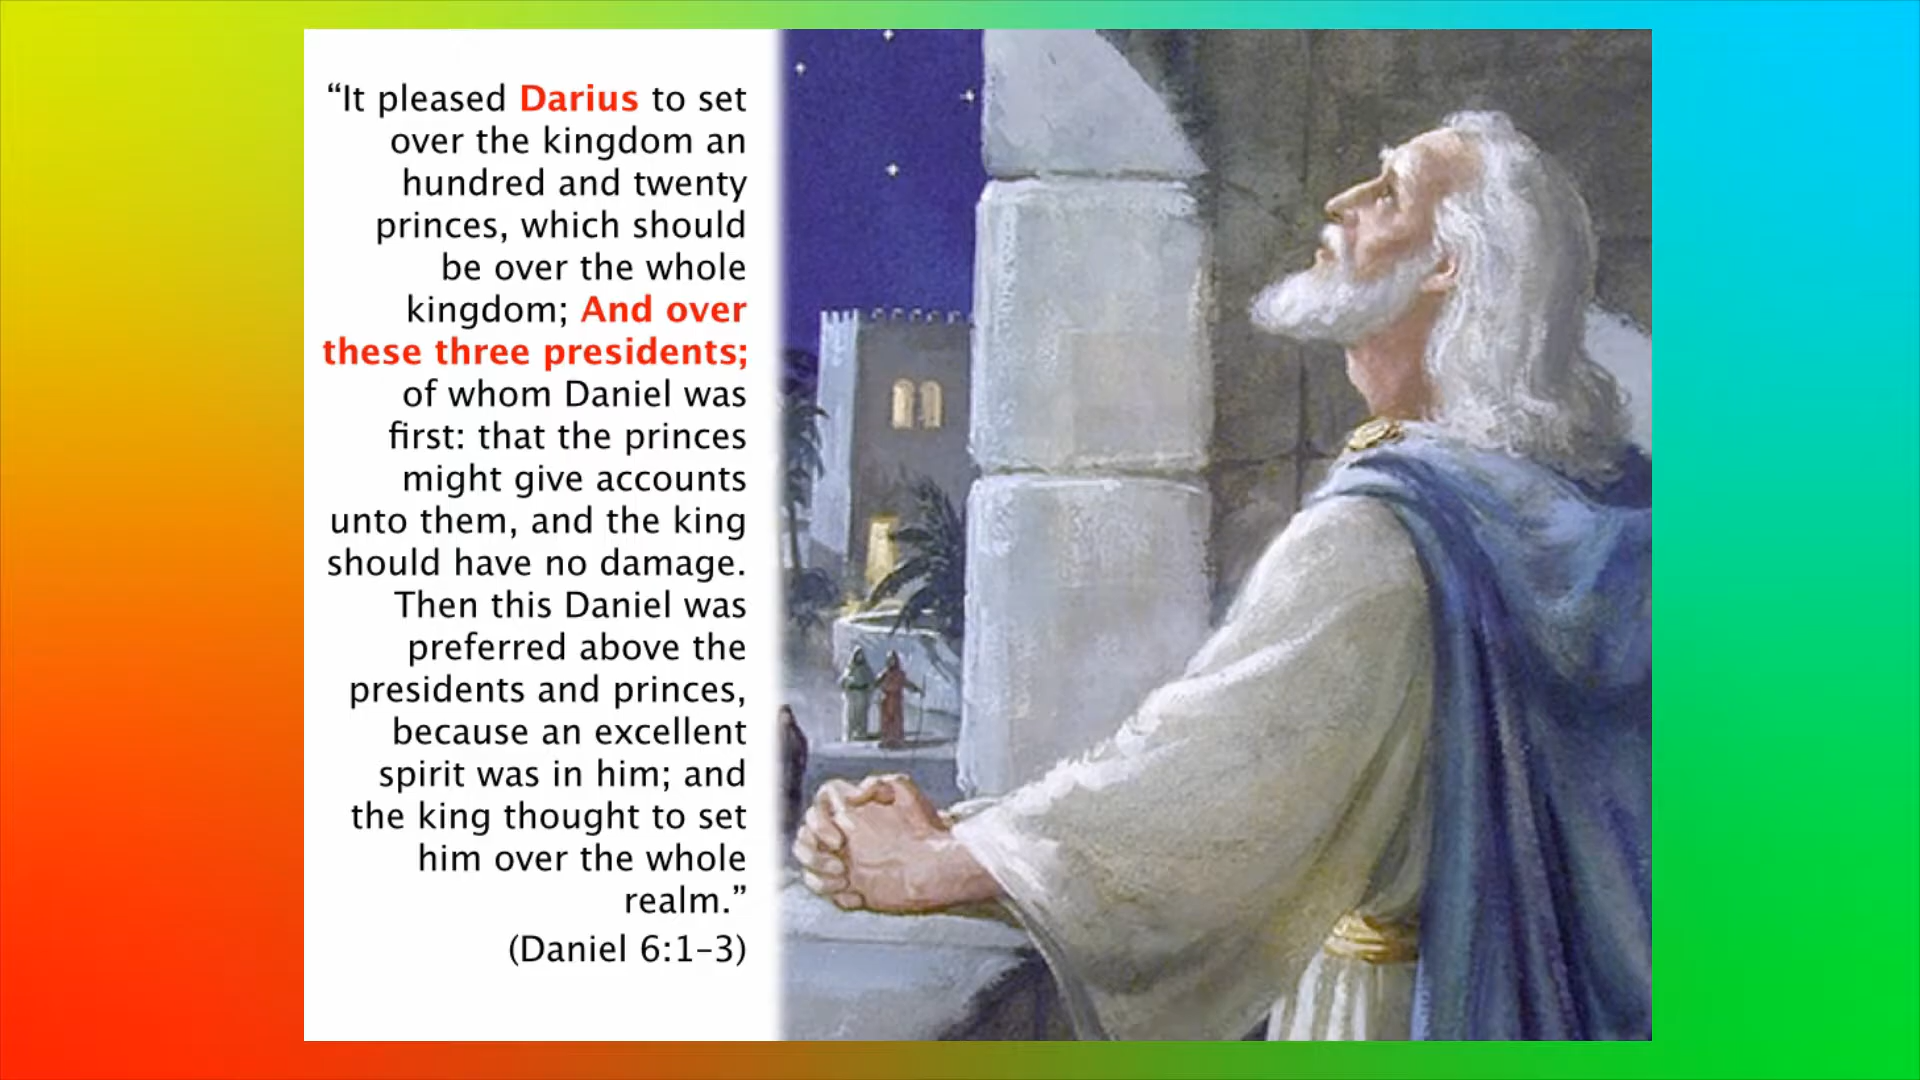 “It pleased Darius to set
over the kingdom an
hundred and twenty
princes, which should
be over the whole
kingdom; And over
these three presidents;
of whom Daniel was
first: that the princes
might give accounts
unto them, and the king
should have no damage.
Then this Daniel was
preferred above the
presidents and princes,
because an excellent
spirit was in him; and
the king thought to set
him over the whole
realm.”
(Daniel 6:1–3)